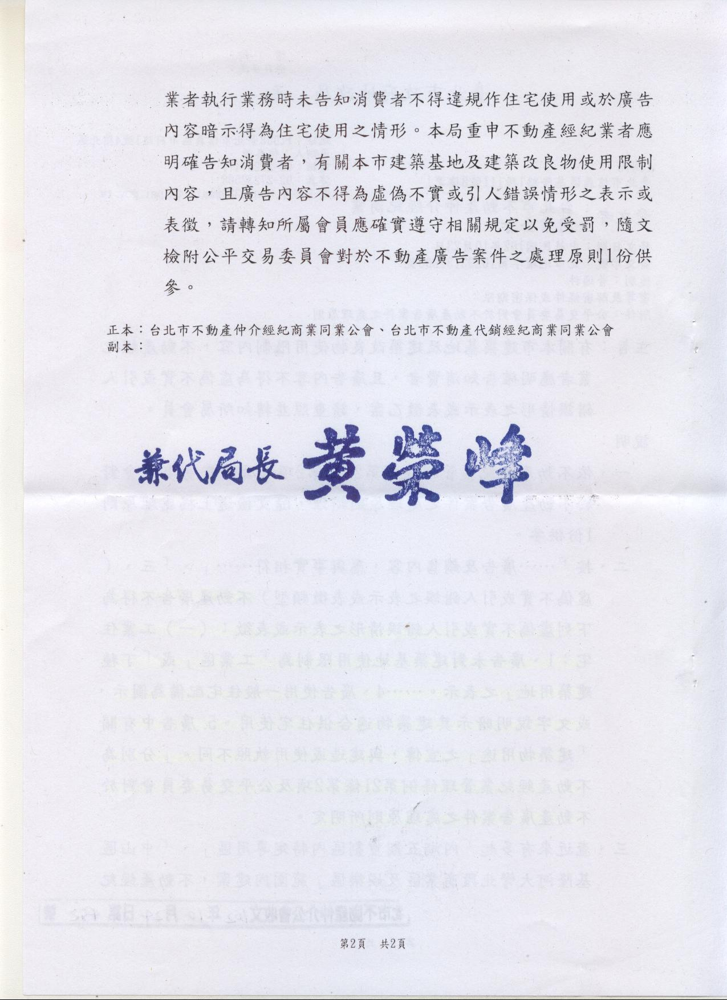 業者執行業務時未告知消費者不得違規作住宅使用或於廣告
內容暗示得為住宅使用之情形。本局重申不動產經紀業者應
明確告知消費者，有關本市建築基地及建築改良物使用限制
內容，且廣告內容不得為虛偽不實或引人錯誤情形之表示或
表徵，請轉知所屬會員應確實遵守相關規定以免受罰，隨文
檢附公平交易委員會對於不動產廣告案件之處理原則1份供
參。
正本：台北市不動產仲介經紀商業同業公會、台北市不動產代銷經紀商業同業公會
副本：
兼代局長 黃榮峰
第2頁 共2頁